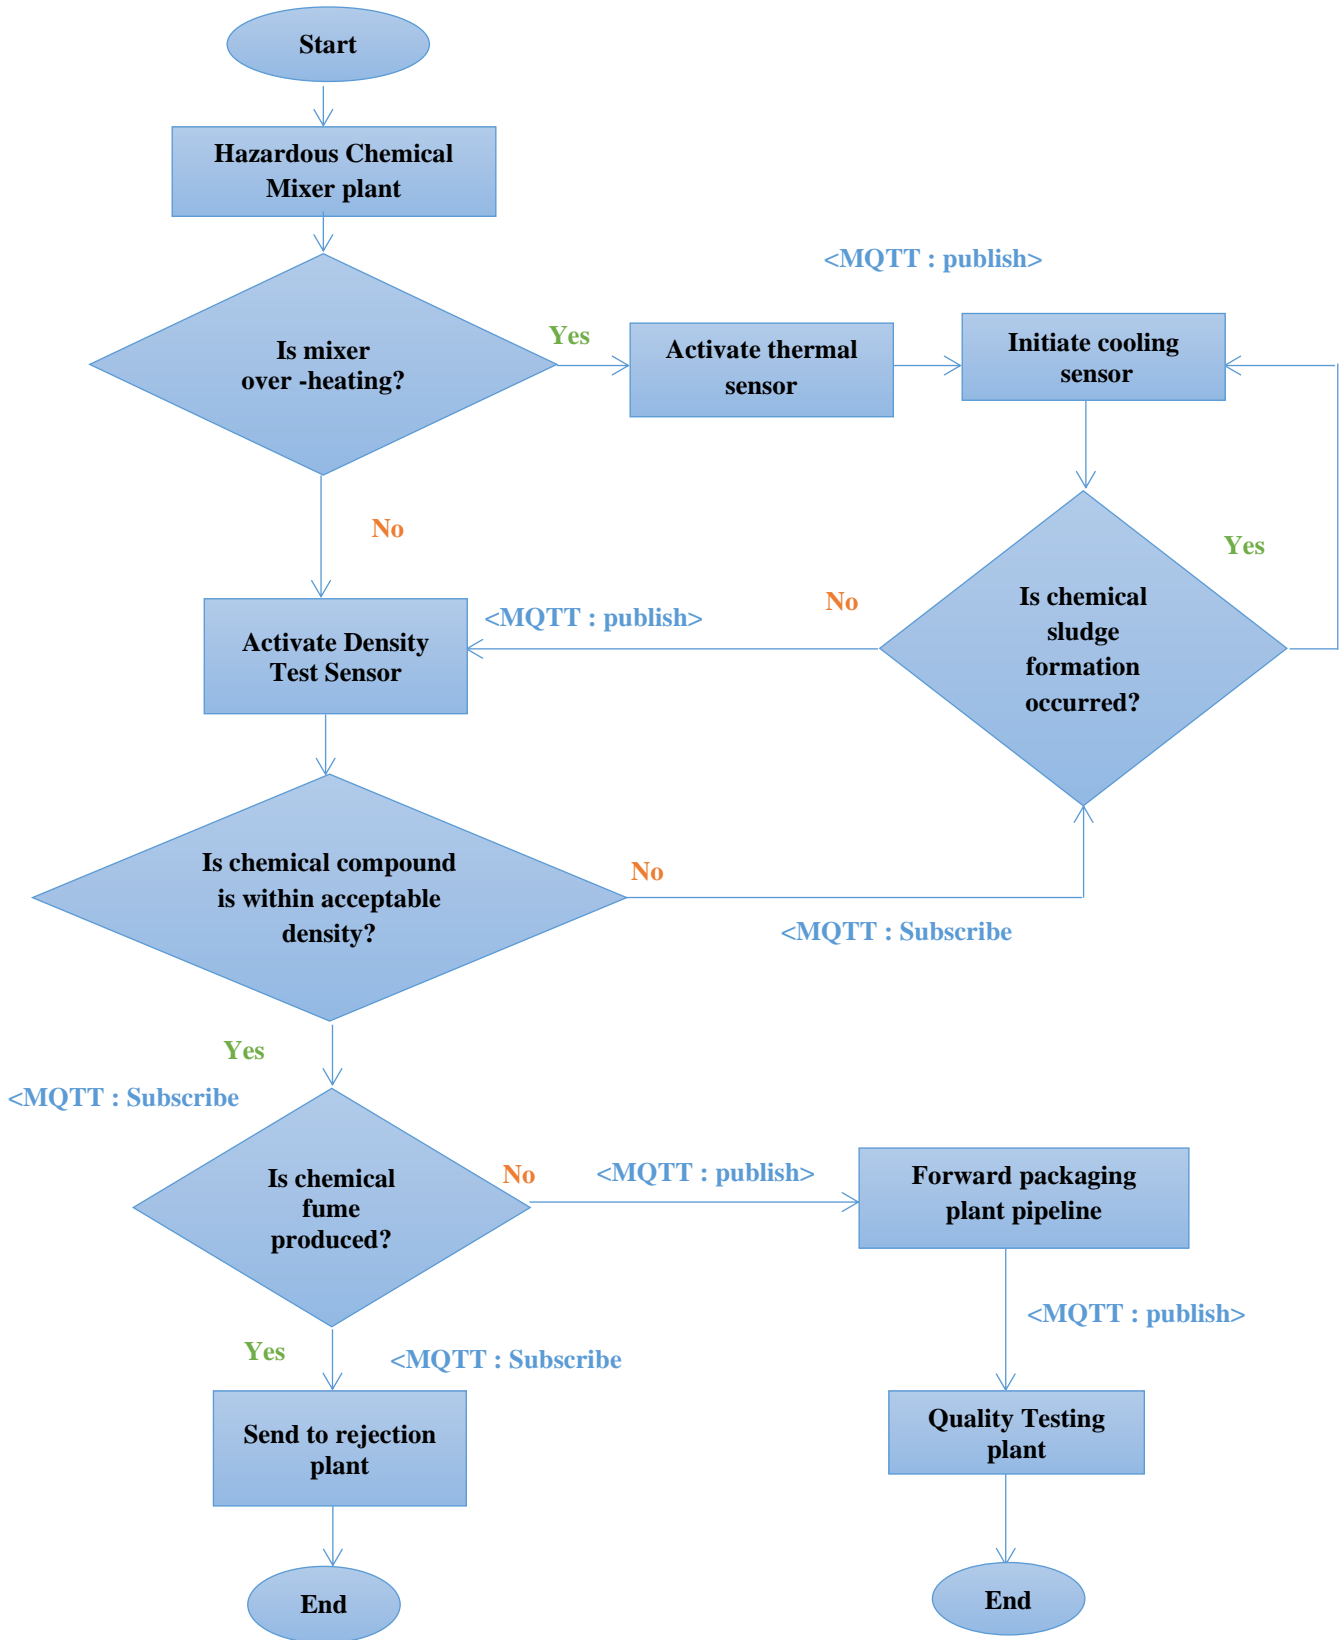 Start
Hazardous Chemical
Mixer plant
<MQTT : publish>
Is mixer
over -heating?
Yes
Activate thermal
sensor
Initiate cooling
sensor
No
Yes
Is chemical
sludge
formation
occurred?
No
<MQTT : publish>
Activate Density
Test Sensor
Is chemical compound
is within acceptable
density?
No
<MQTT : Subscribe
Yes
<MQTT : Subscribe
Is chemical
fume
produced?
No
<MQTT : publish>
Forward packaging
plant pipeline
<MQTT : publish>
Yes
<MQTT : Subscribe
Send to rejection
plant
Quality Testing
plant
End
End